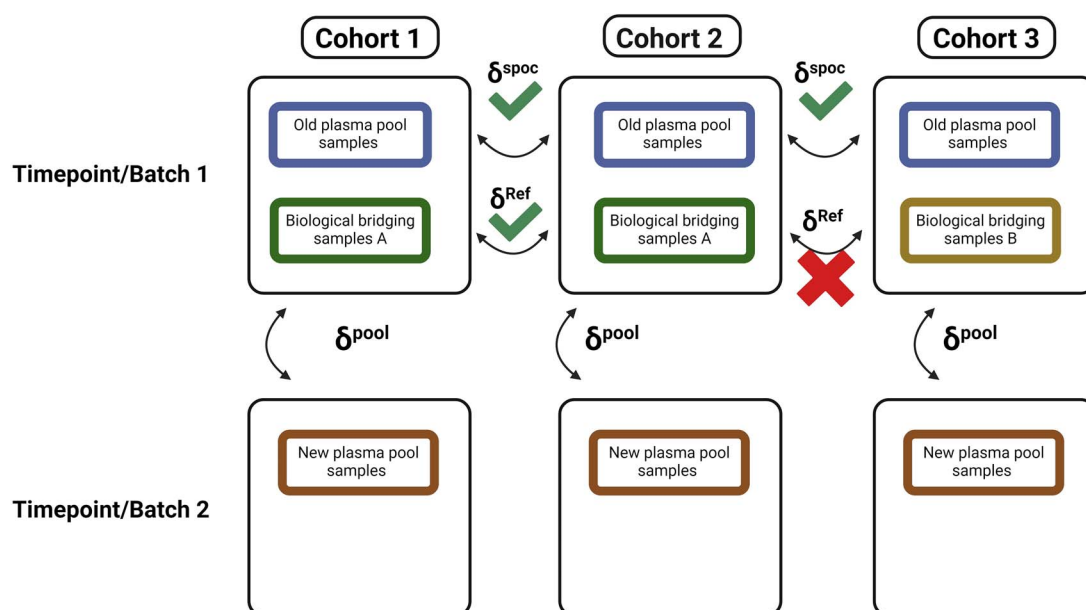 Cohort 1
Cohort 2
Cohort 3
δspoc
δspoc
Timepoint/Batch 1
Old plasma pool
samples
Old plasma pool
samples
Old plasma pool
samples
δRef
δRef
Biological bridging
samples A
Biological bridging
samples A
Biological bridging
samples B
δpool
δpool
δpool
Timepoint/Batch 2
New plasma pool
samples
New plasma pool
samples
New plasma pool
samples